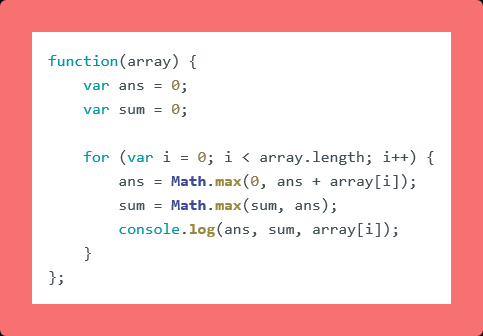 function(array) {
    var ans = 0;
    var sum = 0;

    for (var i = 0; i < array.length; i++) {
        ans = Math.max(0, ans + array[i]);
        sum = Math.max(sum, ans);
        console.log(ans, sum, array[i]);
    }
};